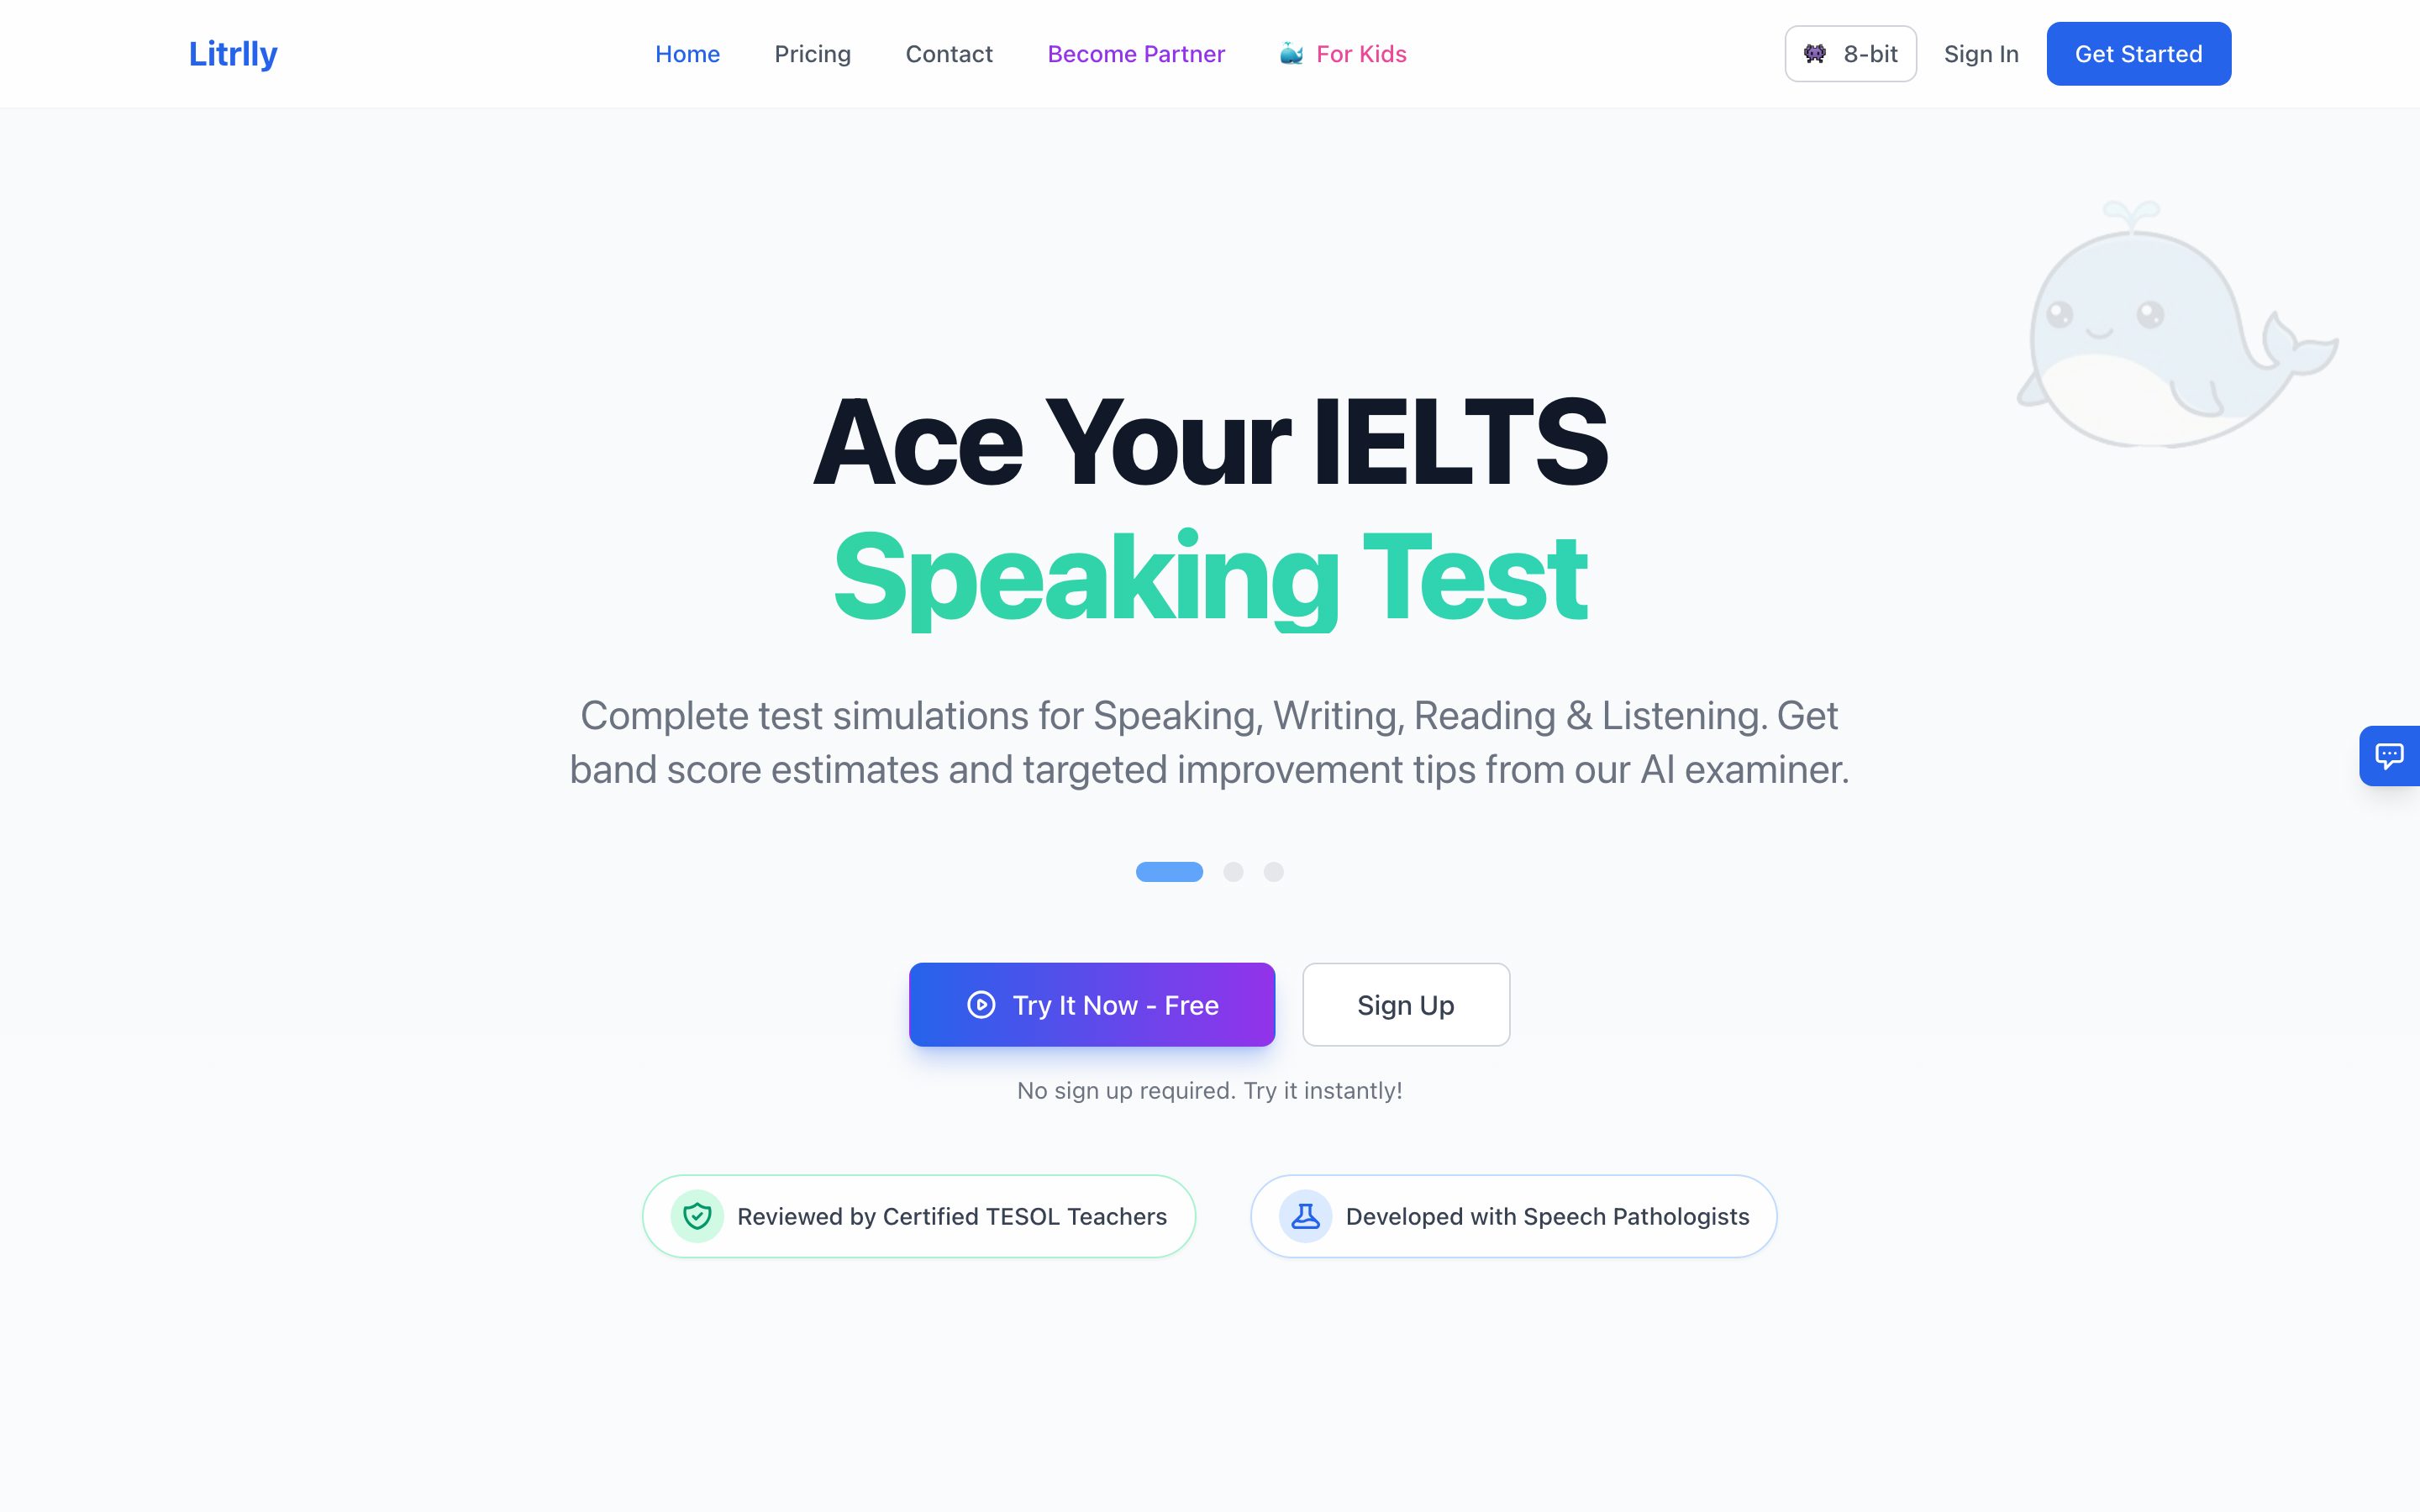 Litrlly
Home
Pricing
Contact
Become Partner
For Kids
8-bit
Sign In
Get Started
Ace Your IELTS
Speaking Test
Complete test simulations for Speaking, Writing, Reading & Listening. Get
band score estimates and targeted improvement tips from our AI examiner.
Try It Now - Free
Sign Up
No sign up required. Try it instantly!
Reviewed by Certified TESOL Teachers
Developed with Speech Pathologists